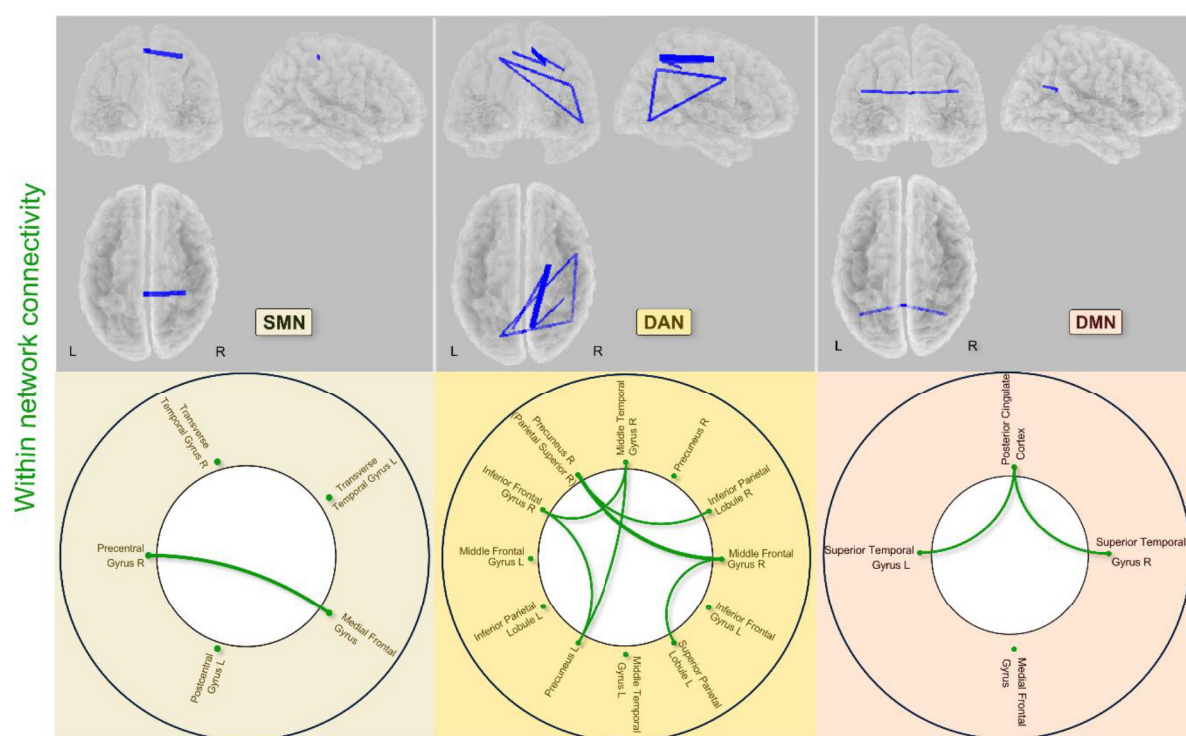 Within network connectivity
SMN
L
R
DAN
L
R
DMN
L
R
Transverse
Temporal Gyrus R
Transverse
Temporal Gyrus L
Precentral
Gyrus R
Medial Frontal
Gyrus
Postcentral
Gyrus L
Precuneus R
(Parietal Superior R)
Middle Temporal
Gyrus R
Precuneus R
Inferior Frontal
Gyrus R
Inferior Parietal
Lobule R
Middle Frontal
Gyrus L
Middle Frontal
Gyrus R
Inferior Parietal
Lobule L
Inferior Frontal
Gyrus L
Precuneus L
Middle Temporal
Gyrus L
Superior Parietal
Lobule L
Posterior Cingulate
Cortex
Superior Temporal
Gyrus L
Superior Temporal
Gyrus R
Medial Frontal
Gyrus